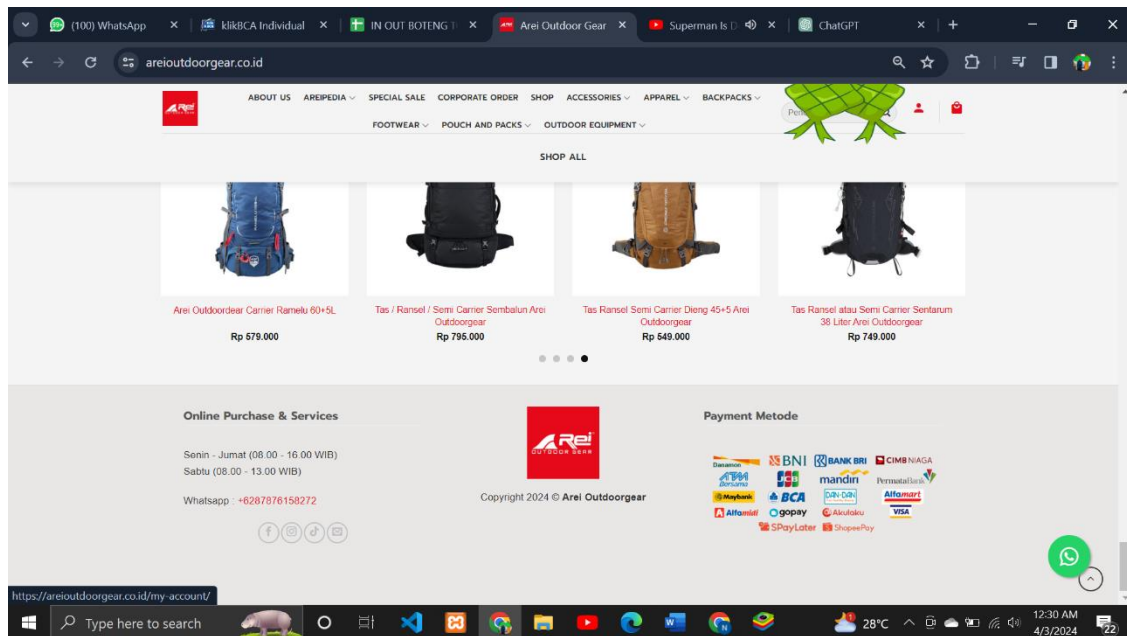 (100) WhatsApp
klikBCA Individual
IN OUT BOTENG T
Arei Outdoor Gear
Superman Is D
ChatGPT
areioutdoorgear.co.id
ARei
OUTDOOR GEAR
ABOUT US AREIPEDIA SPECIAL SALE CORPORATE ORDER SHOP ACCESSORIES APPAREL BACKPACKS
FOOTWEAR POUCH AND PACKS OUTDOOR EQUIPMENT
SHOP ALL
Arei Outdoordear Carrier Ramelu 60+5L
Rp 579.000
Tas / Ransel / Semi Carrier Sembalun Arei
Outdoorgear
Rp 795.000
Tas Ransel Semi Carrier Dieng 45+5 Arei
Outdoorgear
Rp 549.000
Tas Ransel atau Semi Carrier Sentarum
38 Liter Arei Outdoorgear
Rp 749.000
Online Purchase & Services
Senin - Jumat (08.00 - 16.00 WIB)
Sabtu (08.00 - 13.00 WIB)
Whatsapp : +6287876158272
ARei
OUTDOOR GEAR
Copyright 2024 © Arei Outdoorgear
Payment Metode
Danamon BNI BANK BRI CIMB NIAGA
ATM Bersama JCB mandiri PermataBank
Maybank BCA DAN+DAN Alfamart
Alfamidi gopay Akulaku VISA
SPayLater ShopeePay
https://areioutdoorgear.co.id/my-account/
Type here to search
28°C
12:30 AM
4/3/2024
22